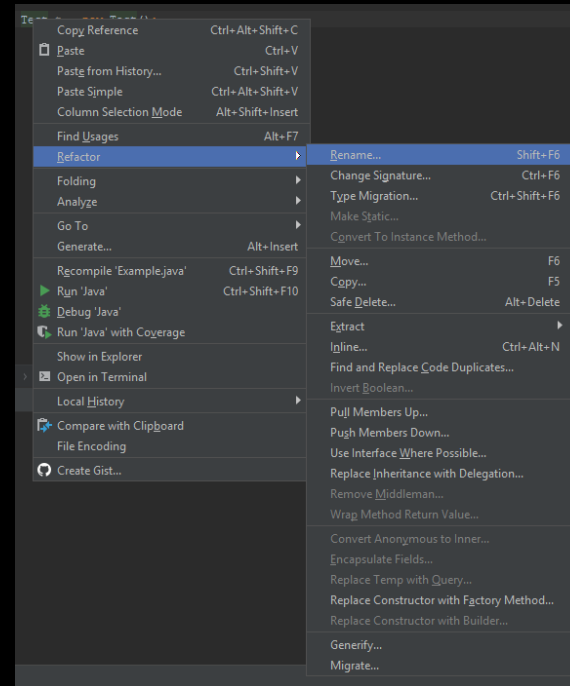 Test
new Test();
Copy Reference Ctrl+Alt+Shift+C
Paste Ctrl+V
Paste from History... Ctrl+Shift+V
Paste Simple Ctrl+Alt+Shift+V
Column Selection Mode Alt+Shift+Insert
Find Usages Alt+F7
Refactor
Folding
Analyze
Go To
Generate... Alt+Insert
Recompile 'Example.java' Ctrl+Shift+F9
Run 'Java' Ctrl+Shift+F10
Debug 'Java'
Run 'Java' with Coverage
Show in Explorer
Open in Terminal
Local History
Compare with Clipboard
File Encoding
Create Gist...
Rename... Shift+F6
Change Signature... Ctrl+F6
Type Migration... Ctrl+Shift+F6
Make Static...
Convert To Instance Method...
Move... F6
Copy... F5
Safe Delete... Alt+Delete
Extract
Inline... Ctrl+Alt+N
Find and Replace Code Duplicates...
Invert Boolean...
Pull Members Up...
Push Members Down...
Use Interface Where Possible...
Replace Inheritance with Delegation...
Remove Middleman...
Wrap Method Return Value...
Convert Anonymous to Inner...
Encapsulate Fields...
Replace Temp with Query...
Replace Constructor with Factory Method...
Replace Constructor with Builder...
Generify...
Migrate...